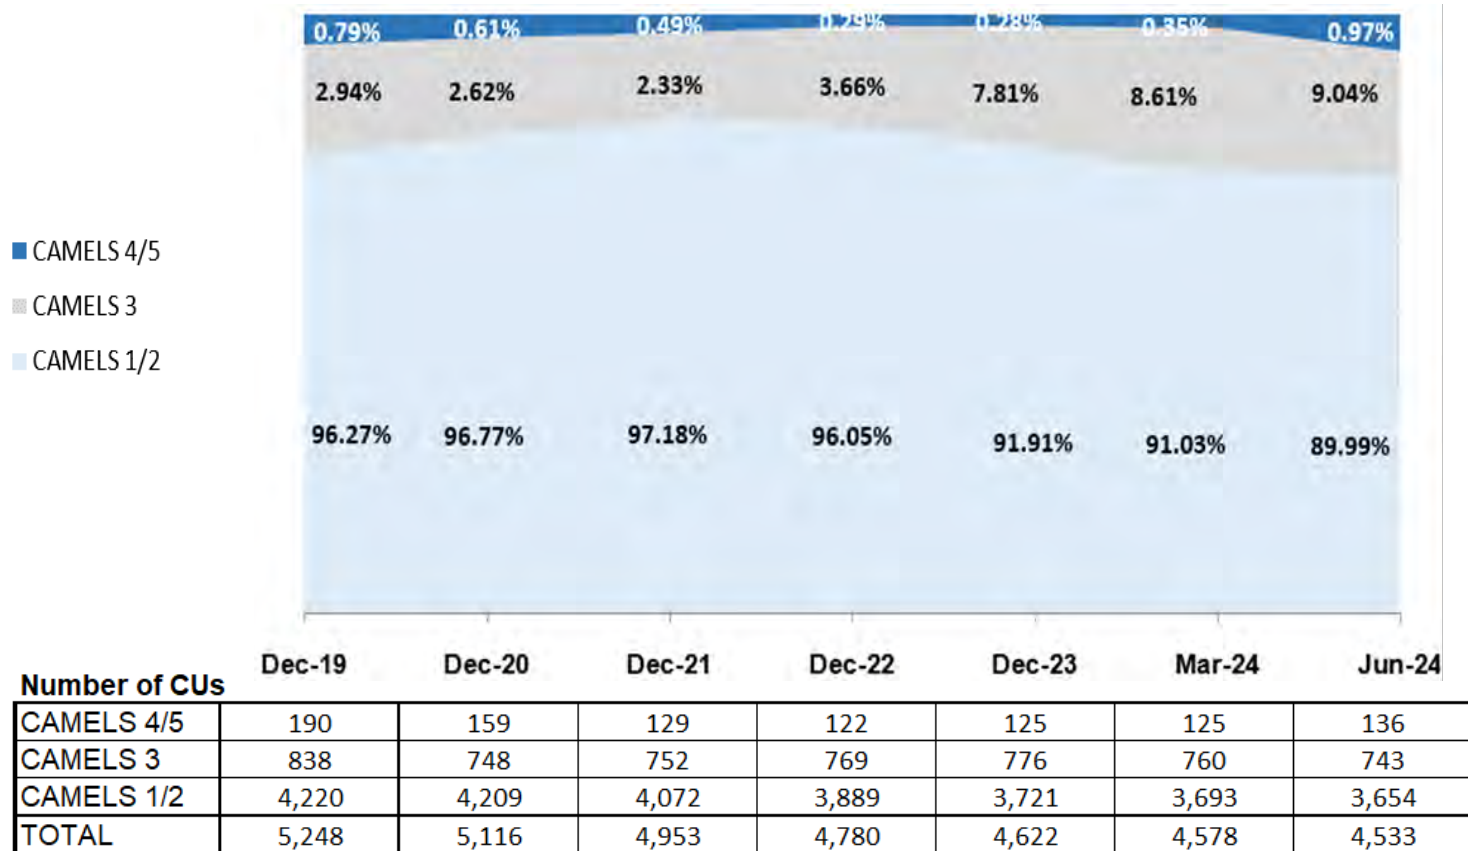 0.79% 0.61% 0.49% 0.29% 0.28% 0.35% 0.97%
2.94% 2.62% 2.33% 3.66% 7.81% 8.61% 9.04%
CAMELS 4/5
CAMELS 3
CAMELS 1/2
96.27% 96.77% 97.18% 96.05% 91.91% 91.03% 89.99%
Dec-19 Dec-20 Dec-21 Dec-22 Dec-23 Mar-24 Jun-24
Number of CUs
CAMELS 4/5 190 159 129 122 125 125 136
CAMELS 3 838 748 752 769 776 760 743
CAMELS 1/2 4,220 4,209 4,072 3,889 3,721 3,693 3,654
TOTAL 5,248 5,116 4,953 4,780 4,622 4,578 4,533